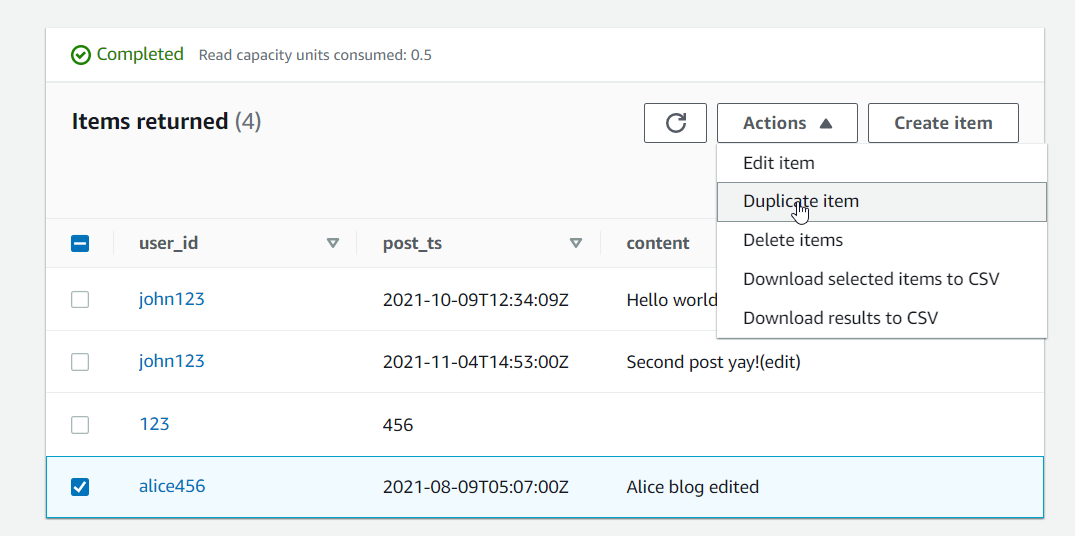 Completed Read capacity units consumed: 0.5
Items returned (4)
Actions
Create item
Edit item
Duplicate item
Delete items
Download selected items to CSV
Download results to CSV
user_id post_ts content
john123 2021-10-09T12:34:09Z Hello world
john123 2021-11-04T14:53:00Z Second post yay!(edit)
123 456
alice456 2021-08-09T05:07:00Z Alice blog edited